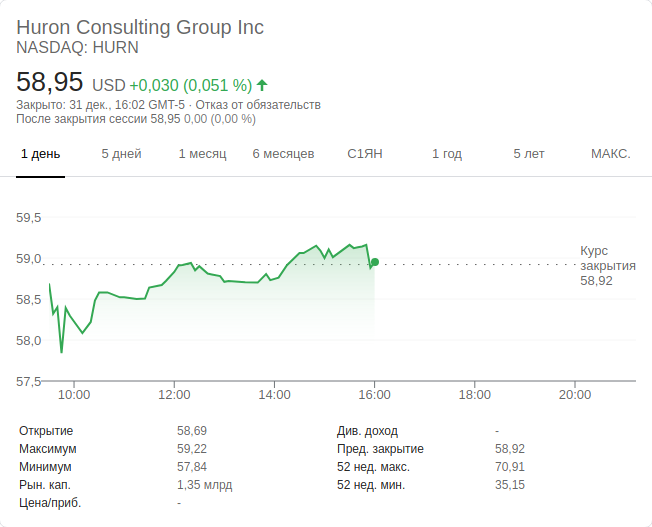 Huron Consulting Group Inc
NASDAQ: HURN
58,95 USD +0,030 (0,051 %)
Закрыто: 31 дек., 16:02 GMT-5 · Отказ от обязательств
После закрытия сессии 58,95 0,00 (0,00 %)
1 день 5 дней 1 месяц 6 месяцев С1ЯН 1 год 5 лет МАКС.
59,5
59,0
58,5
58,0
57,5
Курс
закрытия
58,92
10:00 12:00 14:00 16:00 18:00 20:00
Открытие 58,69
Максимум 59,22
Минимум 57,84
Рын. кап. 1,35 млрд
Цена/приб. -
Див. доход -
Пред. закрытие 58,92
52 нед. макс. 70,91
52 нед. мин. 35,15